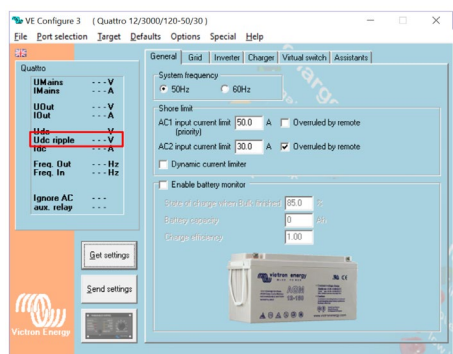 VE Configure 3 ( Quattro 12/3000/120-50/30 )
File Port selection Target Defaults Options Special Help
General Grid Inverter Charger Virtual switch Assistants
Quattro
UMains - - - V
IMains - - - A
UOut - - - V
IOut - - - A
Udc - - - V
Udc ripple - - - V
Idc - - - A
Freq. Out - - - Hz
Freq. In - - - Hz
Ignore AC - - -
aux. relay - - -
Get settings
Send settings
Victron Energy
System frequency
50Hz 60Hz
Shore limit
AC1 input current limit 50.0 A Overruled by remote
(priority)
AC2 input current limit 30.0 A Overruled by remote
Dynamic current limiter
Enable battery monitor
State of charge when Bulk finished 85.0 %
Battery capacity 0 Ah
Charge efficiency 1.00
victron energy
AGM